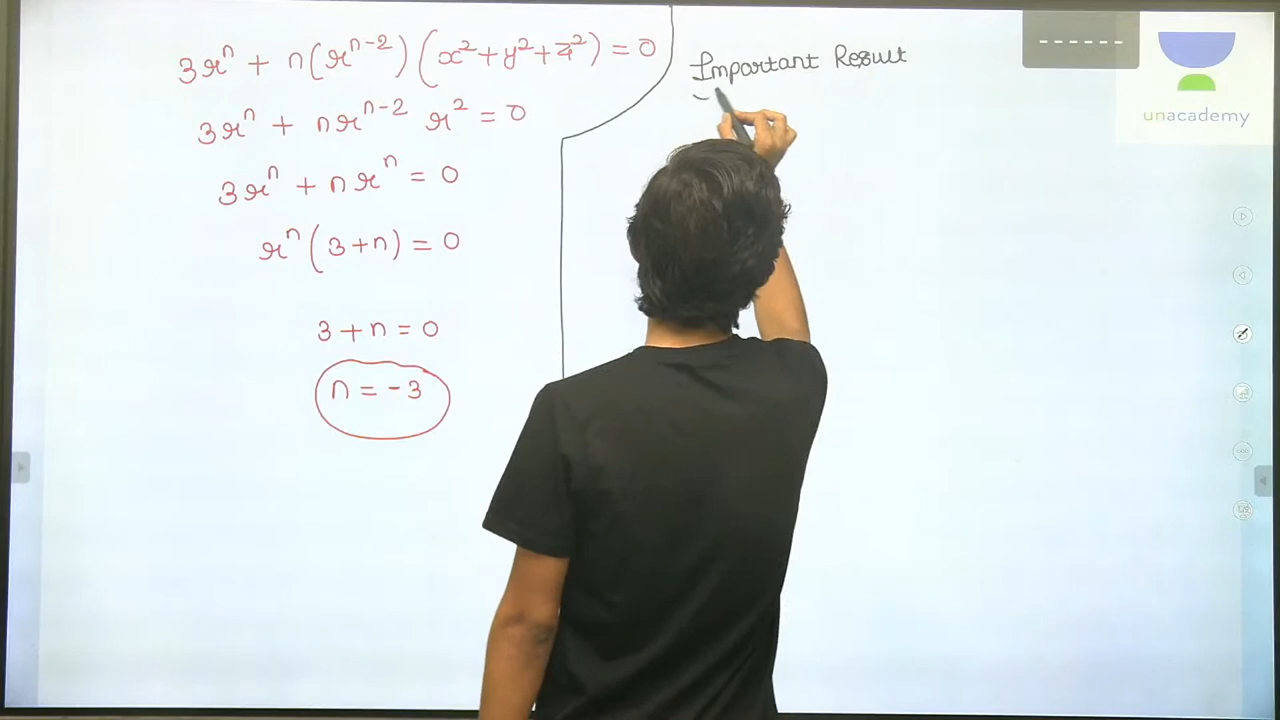 3r^n + n(r^{n-2})(x^2+y^2+z^2) = 0
3r^n + nr^{n-2} r^2 = 0
3r^n + nr^n = 0
r^n(3+n) = 0
3+n = 0
n = -3
Important Result
unacademy